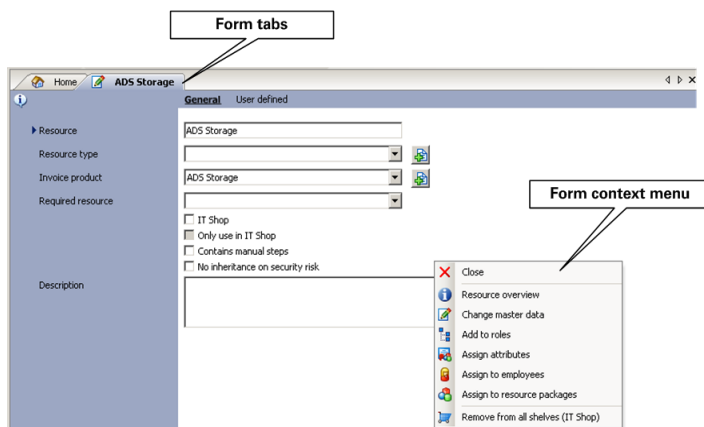 Form tabs
Home ADS Storage
General User defined
Resource ADS Storage
Resource type
Invoice product ADS Storage
Required resource
Form context menu
IT Shop
Only use in IT Shop
Contains manual steps
No inheritance on security risk
Description
Close
Resource overview
Change master data
Add to roles
Assign attributes
Assign to employees
Assign to resource packages
Remove from all shelves (IT Shop)